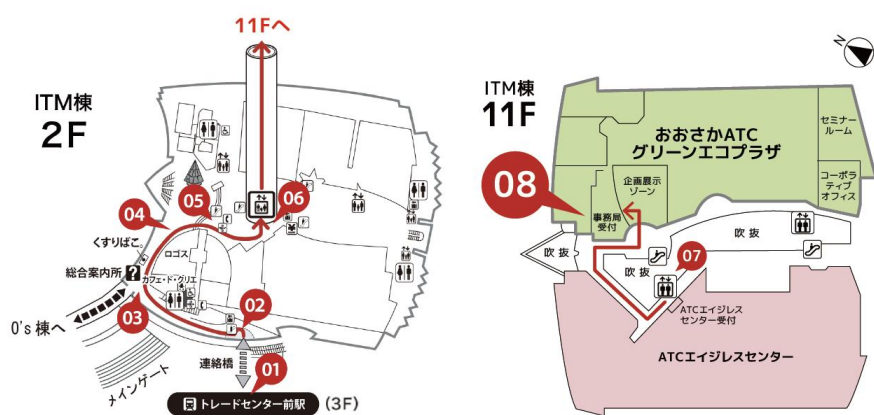 11Fへ
ITM棟
2F
06
05
04
くすりばこ。
ロゴス
総合案内所
?
カフェ・ド・クリエ
03
02
O's 棟へ
メインゲート
連絡橋
01
トレードセンター前駅
(3F)
N
ITM棟
11F
おおさかATC
グリーンエコプラザ
セミナー
ルーム
コーポラ
ティブ
オフィス
企画展示
ゾーン
08
事務局
受付
吹抜
吹抜
吹抜
07
ATCエイジレス
センター受付
ATCエイジレスセンター